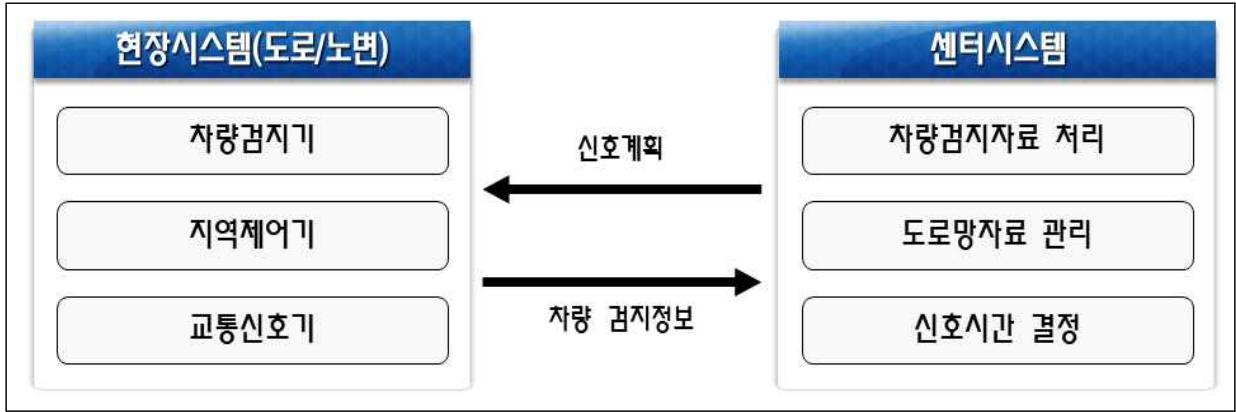 현장시스템(도로/노변)
차량검지기
지역제어기
교통신호기
신호계획
차량 검지정보
센터시스템
차량검지자료 처리
도로망자료 관리
신호시간 결정